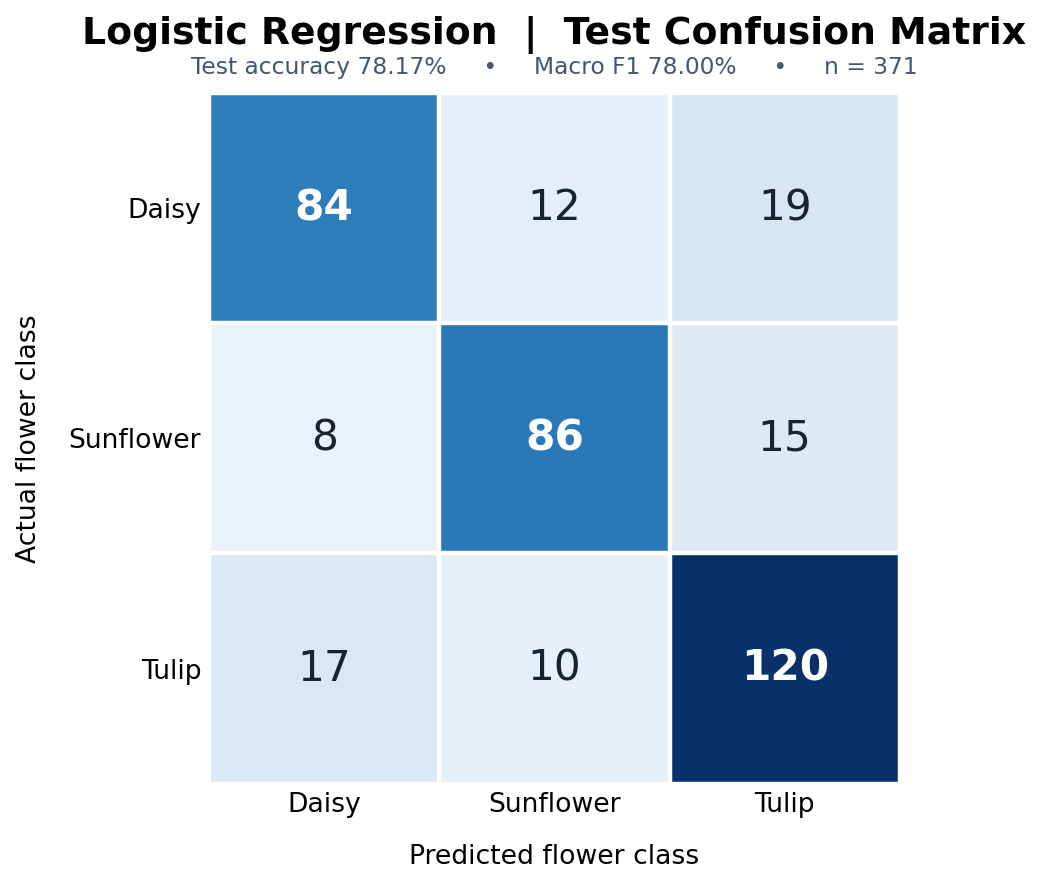 Logistic Regression | Test Confusion Matrix
Test accuracy 78.17% • Macro F1 78.00% • n = 371
Actual flower class
Daisy 84 12 19
Sunflower 8 86 15
Tulip 17 10 120
Daisy Sunflower Tulip
Predicted flower class